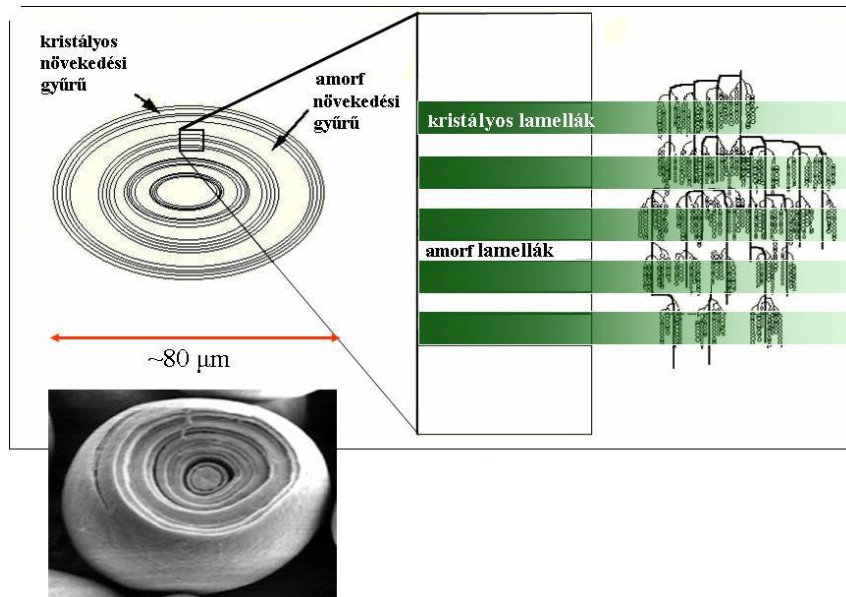 kristályos
növekedési
gyűrű
amorf
növekedési
gyűrű
kristályos lamellák
amorf lamellák
~80 μm